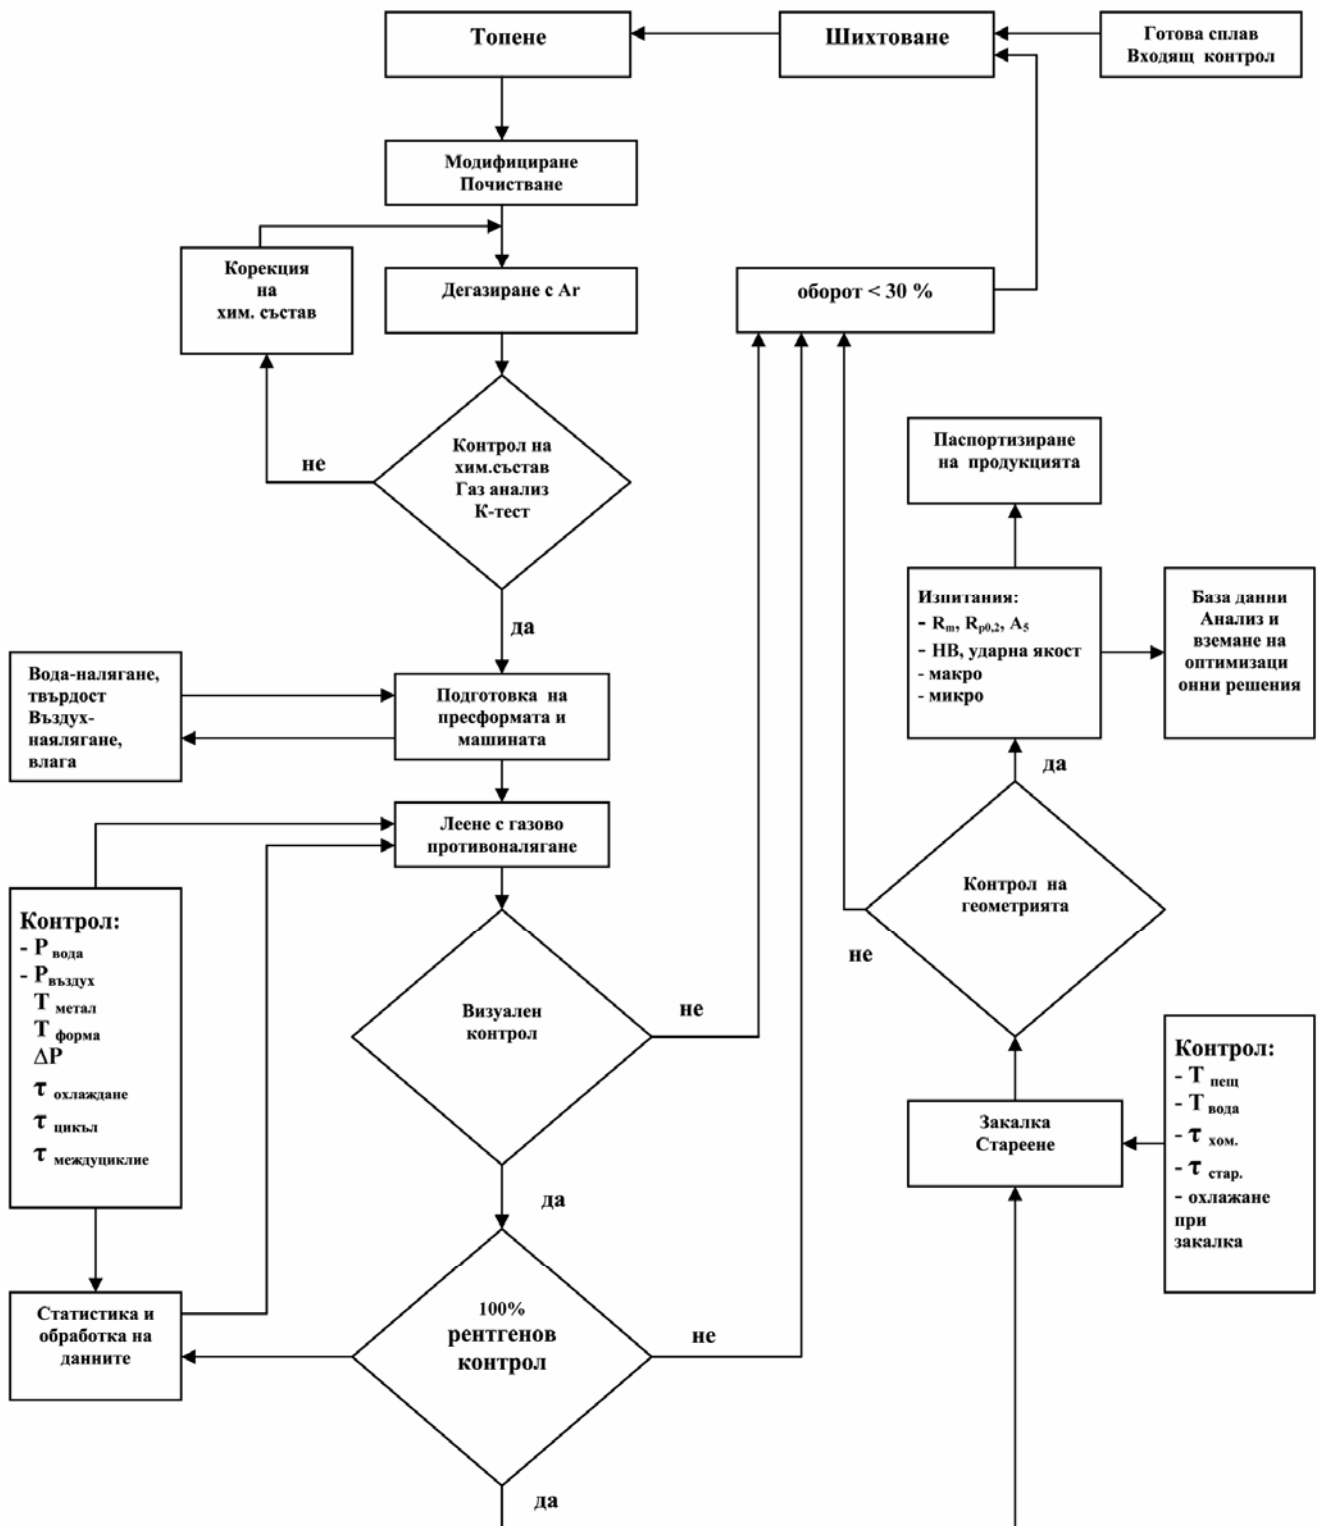 Топене
Шихтоване
Готова сплав
Входящ контрол
Модифициране
Почистване
Корекция
на
хим. състав
Дегазиране с Ar
оборот < 30 %
Контрол на
хим.състав
Газ анализ
К-тест
не
да
Паспортизиране
на продукцията
Изпитания:
- Rm, Rp0,2, A5
- НВ, ударна якост
- макро
- микро
База данни
Анализ и
вземане на
оптимизаци
онни решения
Вода-налягане,
твърдост
Въздух-
наялягане,
влага
Подготовка на
пресформата и
машината
да
Леене с газово
противоналягане
Контрол на
геометрията
не
Контрол:
- P вода
- Pвъздух
T метал
T форма
ΔP
τ охлаждане
τ цикъл
τ междуциклие
Визуален
контрол
не
да
Закалка
Стареене
Контрол:
- T пещ
- T вода
- τ хом.
- τ стар.
- охлажане
при
закалка
Статистика и
обработка на
данните
100%
рентгенов
контрол
не
да